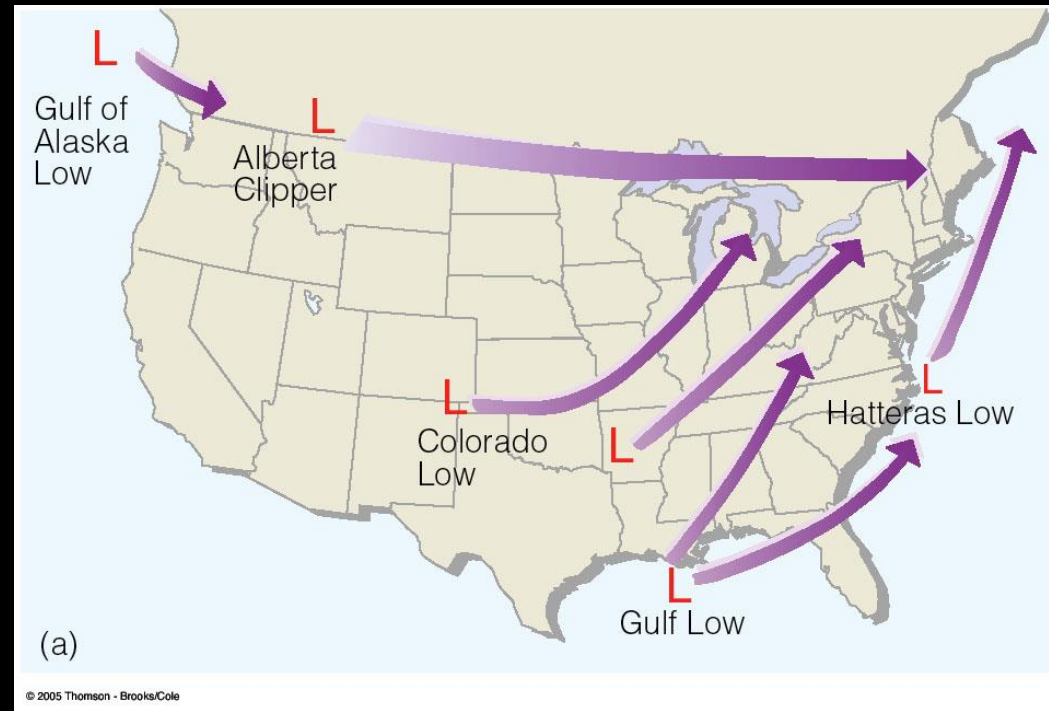 L
Gulf of
Alaska
Low
L
Alberta
Clipper
L
Colorado
Low
L
L
Hatteras Low
L
Gulf Low
(a)
© 2005 Thomson - Brooks/Cole